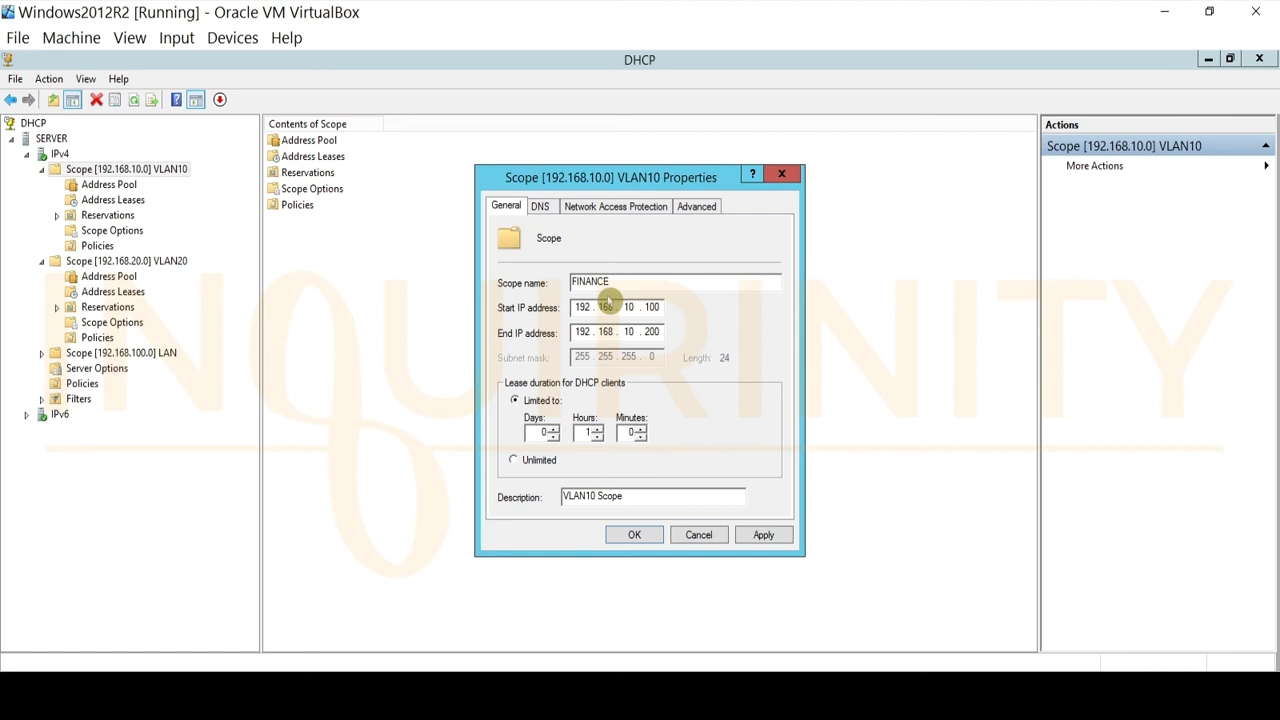 Windows2012R2 [Running] - Oracle VM VirtualBox
File Machine View Input Devices Help
DHCP
File Action View Help
DHCP
SERVER
IPv4
Scope [192.168.10.0] VLAN10
Address Pool
Address Leases
Reservations
Scope Options
Policies
Scope [192.168.20.0] VLAN20
Address Pool
Address Leases
Reservations
Scope Options
Policies
Scope [192.168.100.0] LAN
Server Options
Policies
Filters
IPv6
Contents of Scope
Address Pool
Address Leases
Reservations
Scope Options
Policies
Scope [192.168.10.0] VLAN10 Properties
?
General DNS Network Access Protection Advanced
Scope
Scope name: FINANCE
Start IP address: 192 . 168 . 10 . 100
End IP address: 192 . 168 . 10 . 200
Subnet mask: 255 . 255 . 255 . 0 Length: 24
Lease duration for DHCP clients
Limited to:
Days: Hours: Minutes:
0 1 0
Unlimited
Description: VLAN10 Scope
OK Cancel Apply
Actions
Scope [192.168.10.0] VLAN10
More Actions
INQUIRINITY